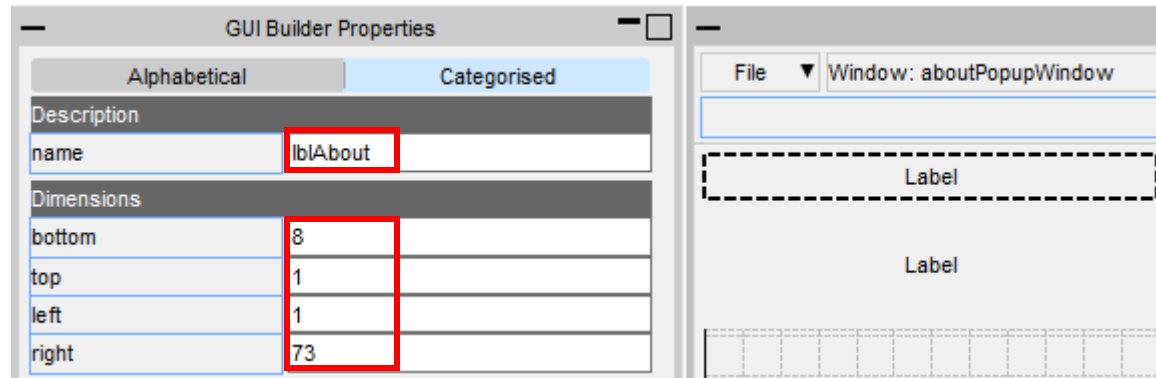 GUI Builder Properties
Alphabetical Categorised
Description
name lblAbout
Dimensions
bottom 8
top 1
left 1
right 73
File ▼ Window: aboutPopupWindow
Label
Label